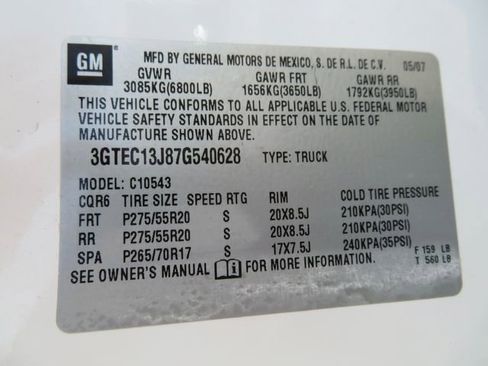 GM
MFD BY GENERAL MOTORS DE MEXICO, S. DE R.L. DE C.V. 05/07
GVWR GAWR FRT GAWR RR
3085KG(6800LB) 1656KG(3650LB) 1792KG(3950LB)
THIS VEHICLE CONFORMS TO ALL APPLICABLE U.S. FEDERAL MOTOR
VEHICLE SAFETY STANDARDS IN EFFECT ON THE DATE OF
MANUFACTURE SHOWN ABOVE.
3GTEC13J87G540628 TYPE: TRUCK
MODEL: C10543
CQR6 TIRE SIZE SPEED RTG RIM COLD TIRE PRESSURE
FRT P275/55R20 S 20X8.5J 210KPA(30PSI)
RR P275/55R20 S 20X8.5J 210KPA(30PSI)
SPA P265/70R17 S 17X7.5J 240KPA(35PSI)
SEE OWNER'S MANUAL FOR MORE INFORMATION.
F 159 LB
T 560 LB